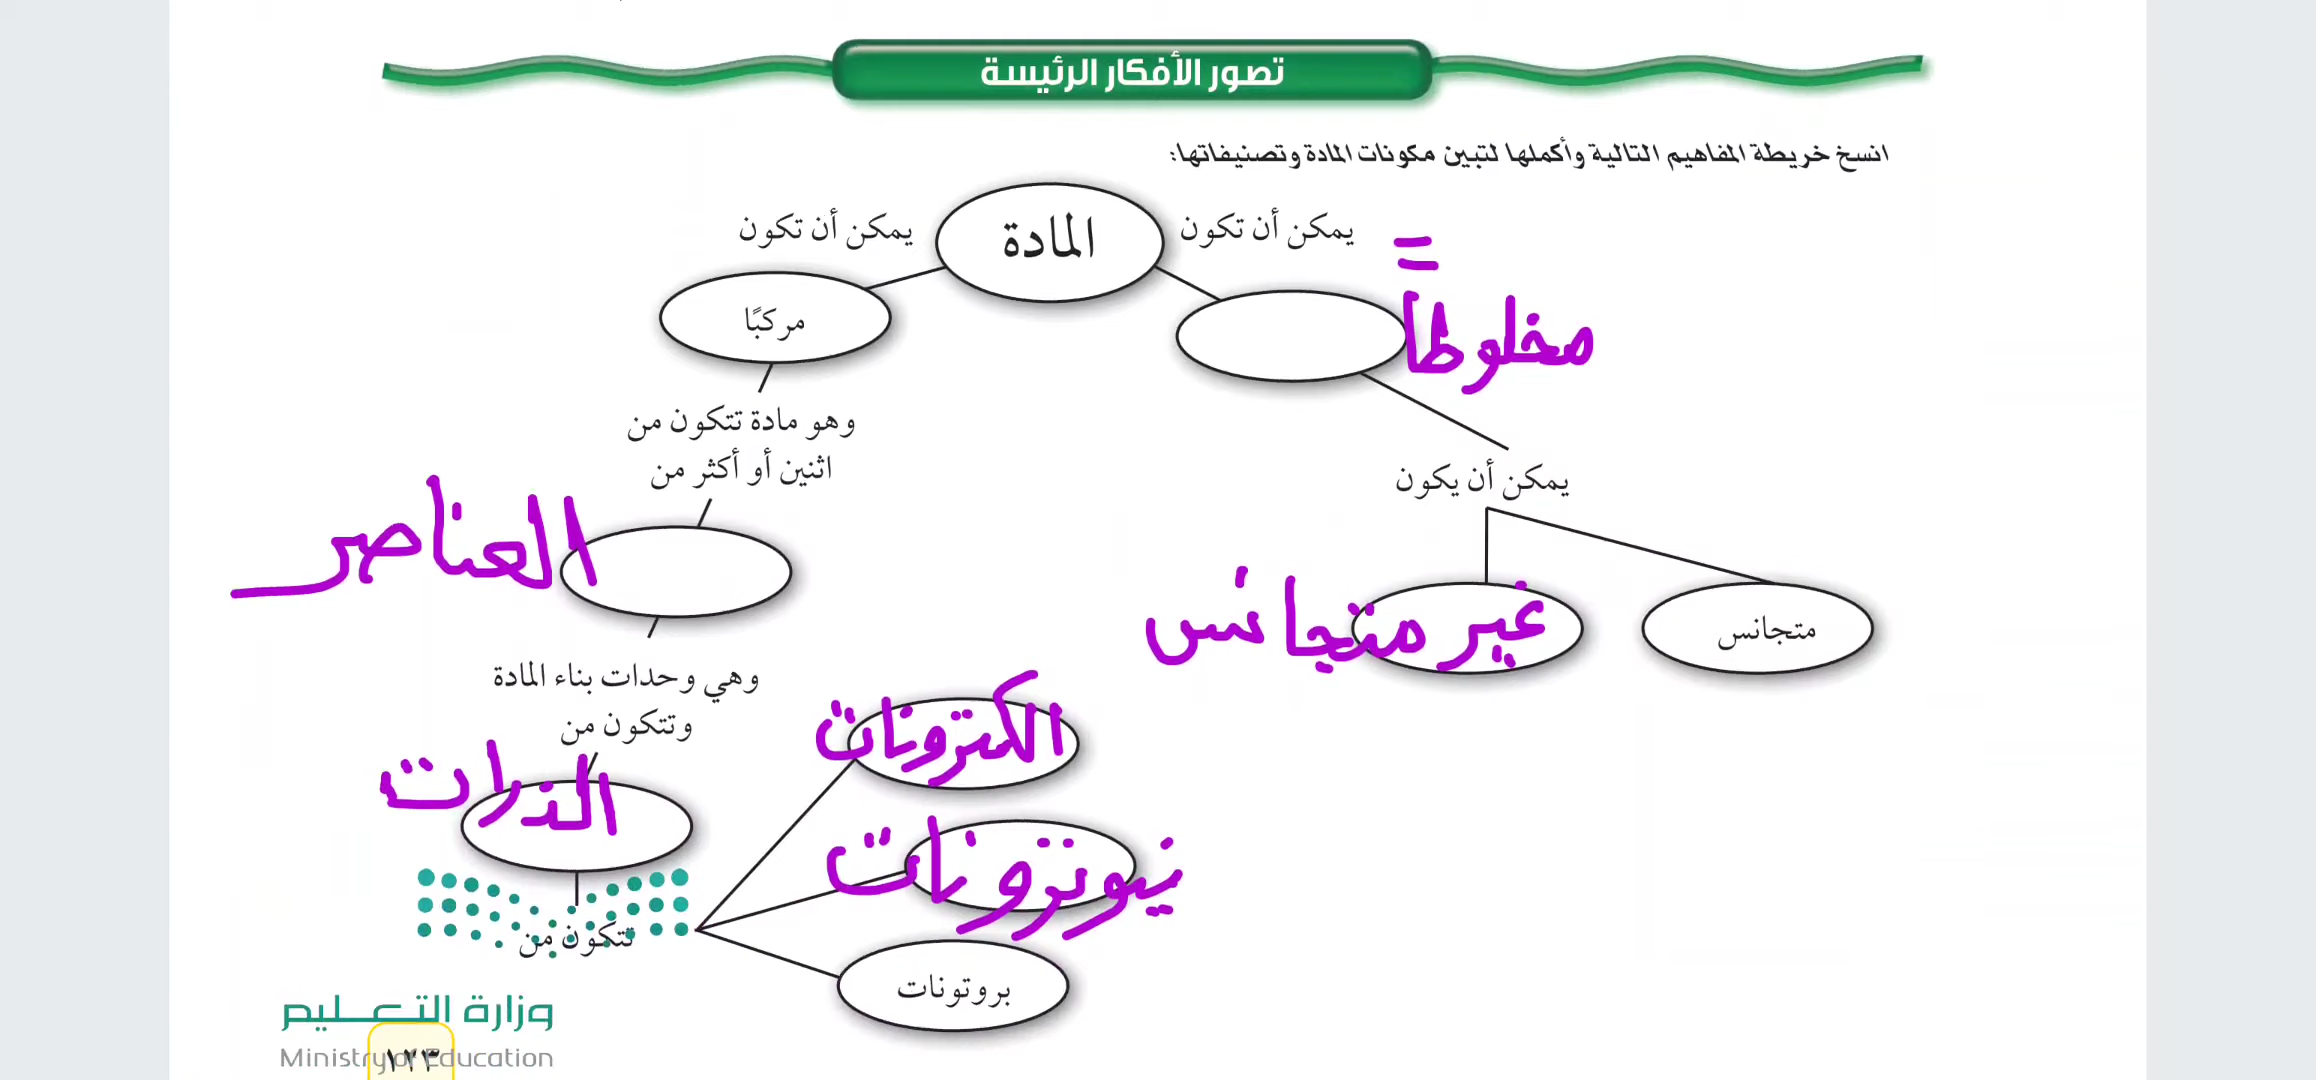 تصور الأفكار الرئيسة
انسخ خريطة المفاهيم التالية وأكملها لتبين مكونات المادة وتصنيفاتها:
المادة
يمكن أن تكون
يمكن أن تكون
مخلوطاً
مركبًا
وهو مادة تتكون من
اثنين أو أكثر من
يمكن أن يكون
العناصر
متجانس
غير متجانس
وهي وحدات بناء المادة
وتتكون من
الكترونات
الذرات
نيوترونات
تتكون من
بروتونات
وزارة التعليم
Ministry of Education
١٢٣